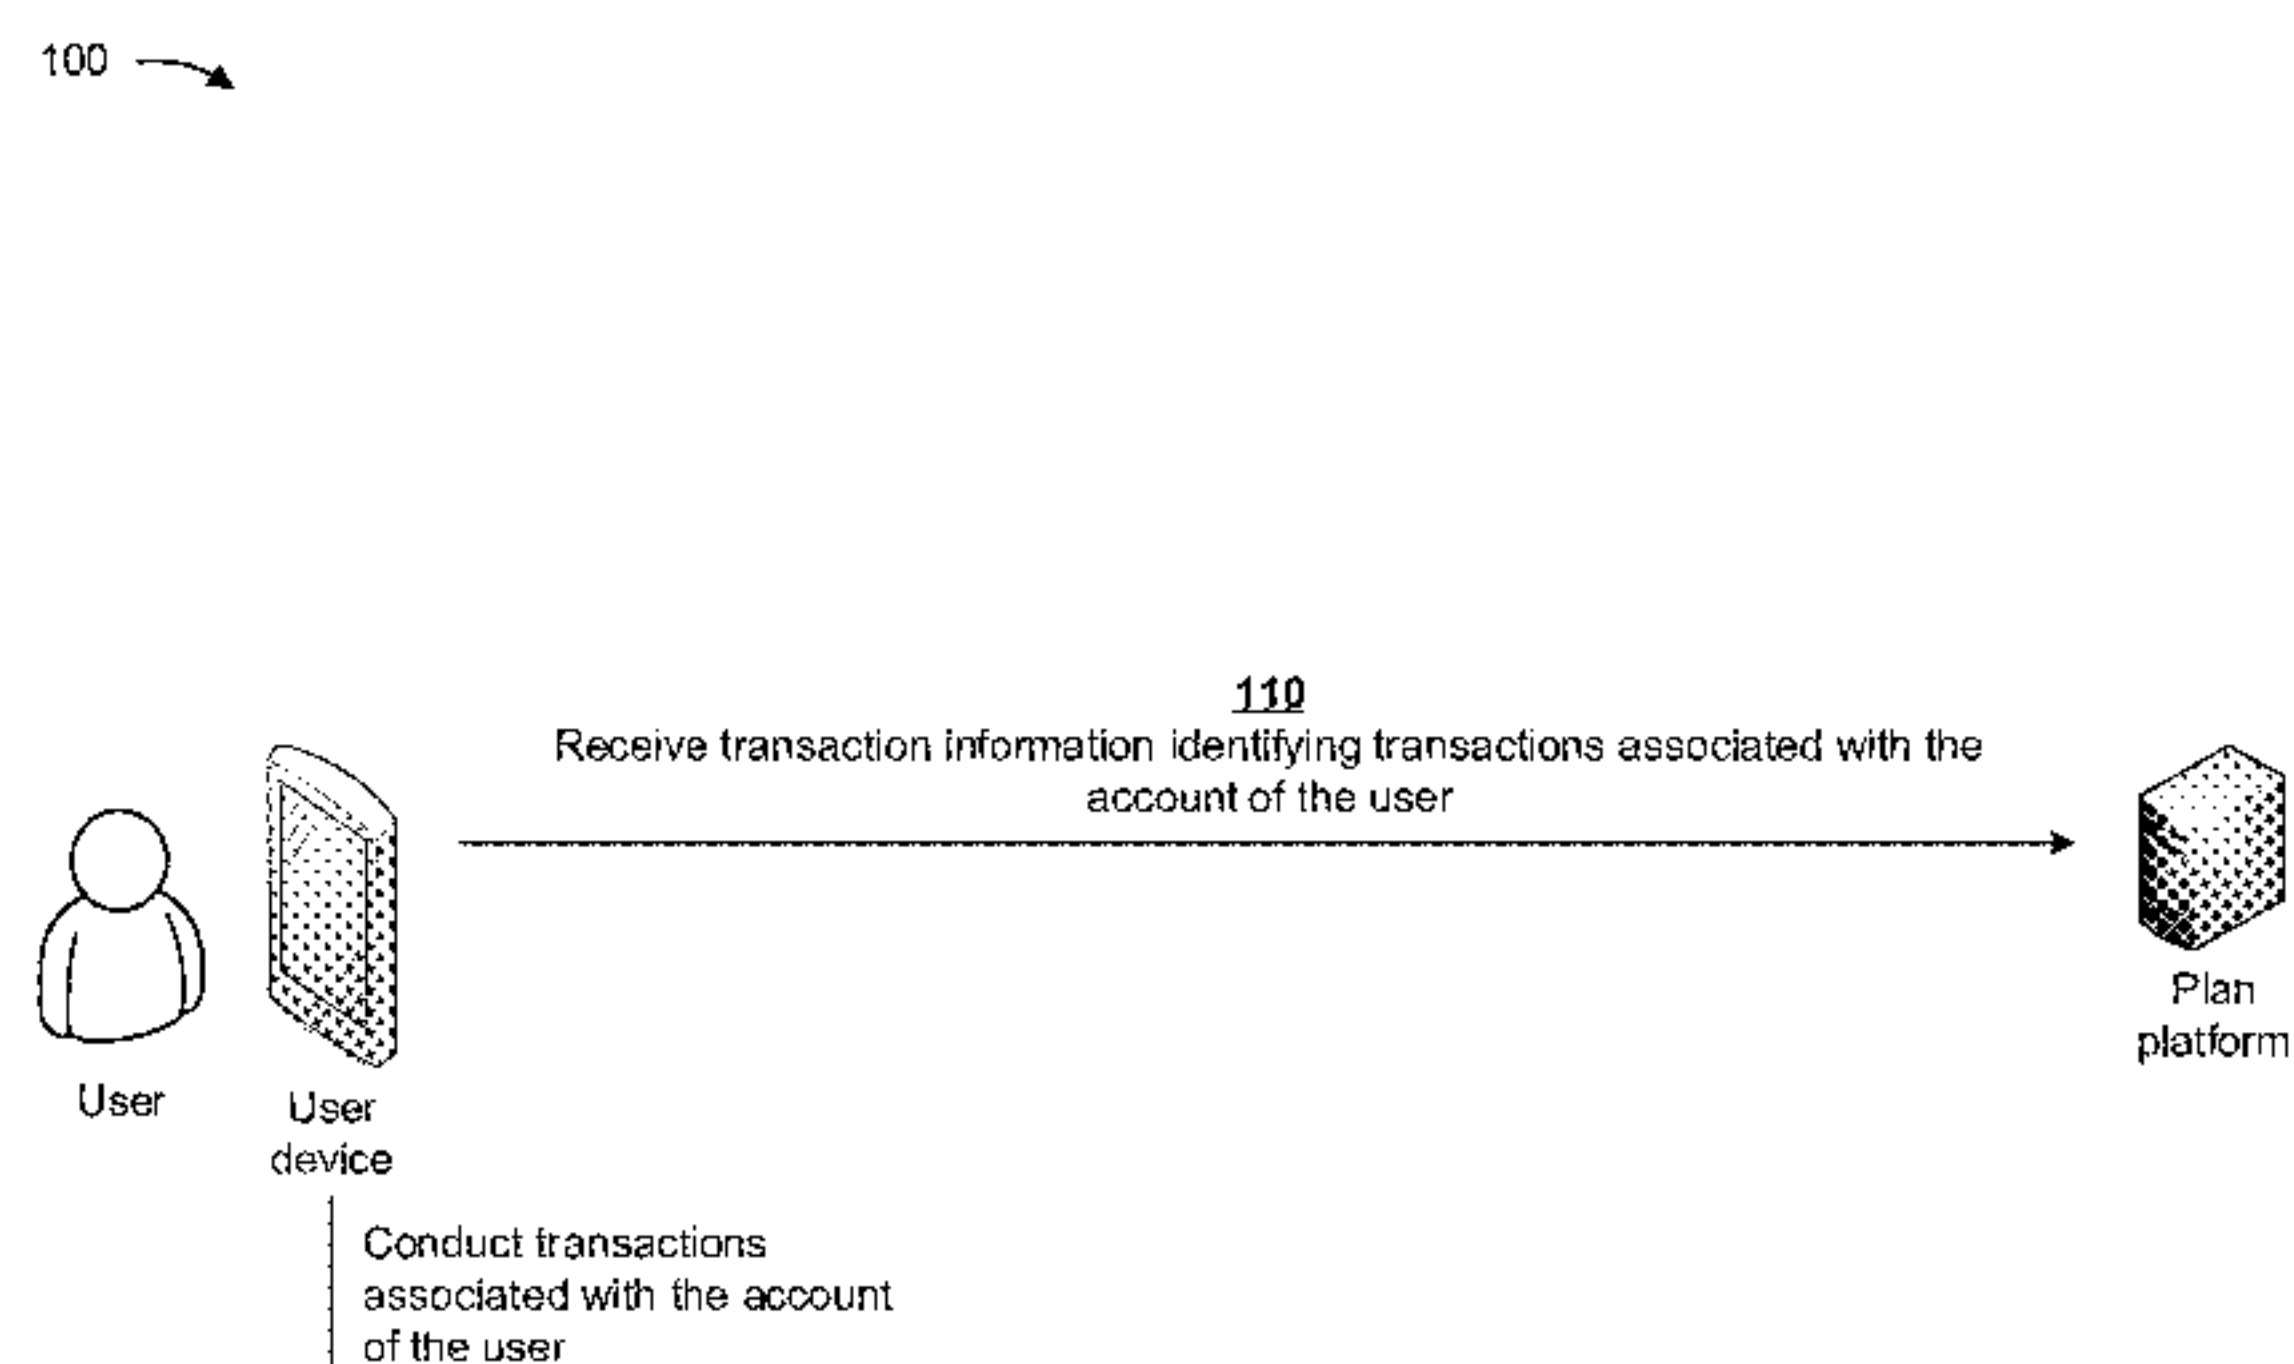 100
110
Receive transaction information identifying transactions associated with the
account of the user
User
User
device
Plan
platform
Conduct transactions
associated with the account
of the user